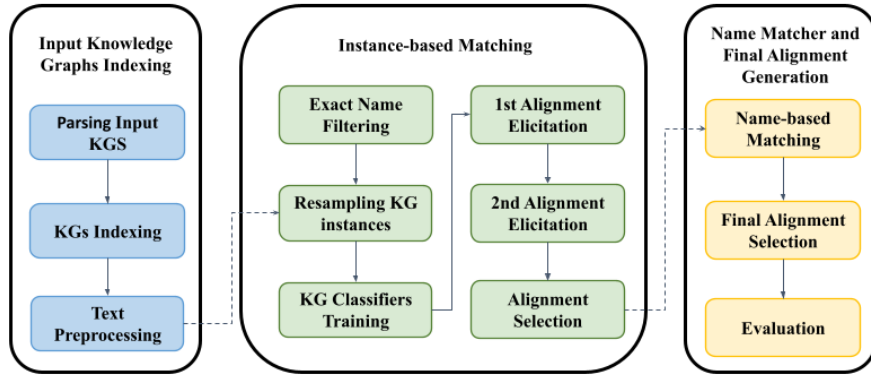 Input Knowledge
Graphs Indexing
Parsing Input
KGS
KGs Indexing
Text
Preprocessing
Instance-based Matching
Exact Name
Filtering
Resampling KG
instances
KG Classifiers
Training
1st Alignment
Elicitation
2nd Alignment
Elicitation
Alignment
Selection
Name Matcher and
Final Alignment
Generation
Name-based
Matching
Final Alignment
Selection
Evaluation